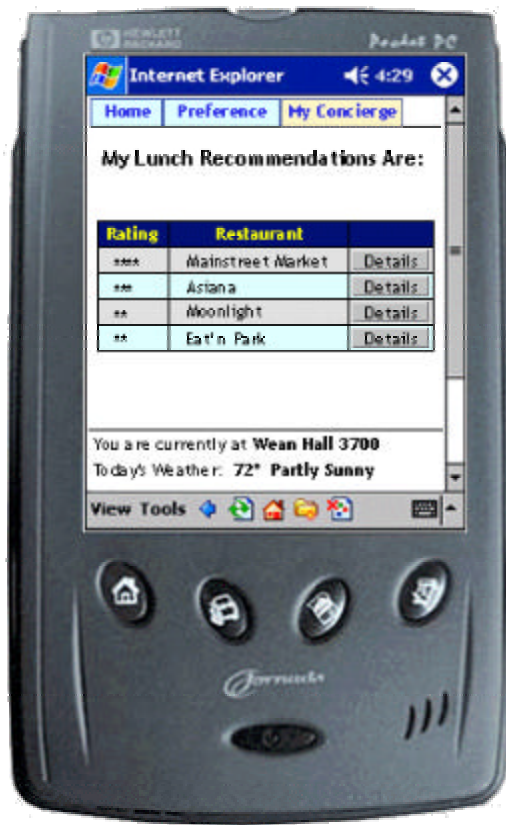 HEWLETT
PACKARD
Pocket PC
Internet Explorer 4:29
Home Preference My Concierge
My Lunch Recommendations Are:
Rating Restaurant
**** Mainstreet Market Details
*** Asiana Details
** Moonlight Details
** Eat'n Park Details
You are currently at Wean Hall 3700
Today's Weather: 72° Partly Sunny
View Tools
Jornada